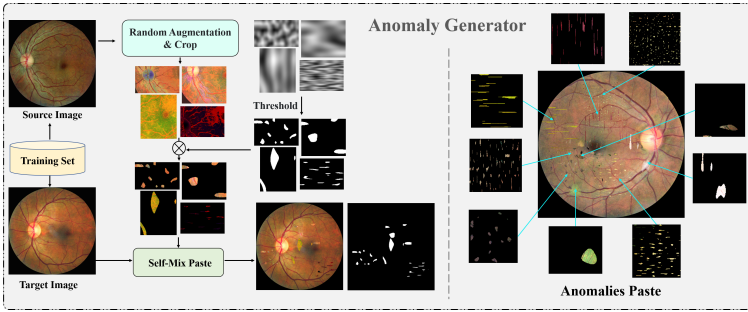 Anomaly Generator
Random Augmentation
& Crop
Source Image
Threshold
Training Set
Target Image
Self-Mix Paste
Anomalies Paste